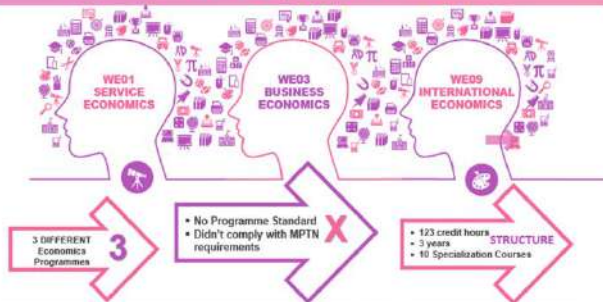 WE01
SERVICE
ECONOMICS
WE03
BUSINESS
ECONOMICS
WE09
INTERNATIONAL
ECONOMICS
3 DIFFERENT
Economics
Programmes
3
• No Programme Standard
• Didn't comply with MPTN
requirements
X
• 123 credit hours
• 3 years
• 10 Specialization Courses
STRUCTURE